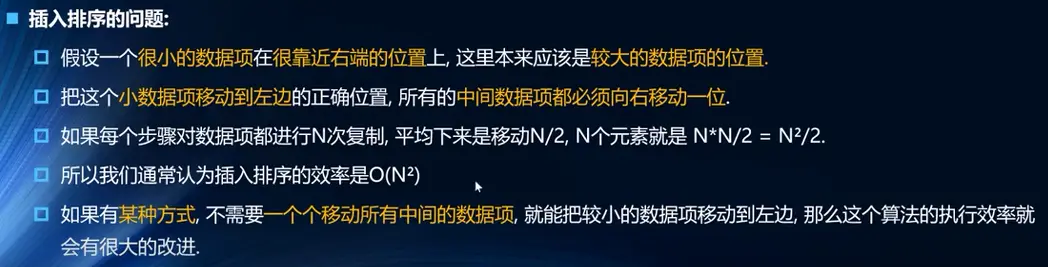 插入排序的问题:
假设一个很小的数据项在很靠近右端的位置上, 这里本来应该是较大的数据项的位置.
把这个小数据项移动到左边的正确位置, 所有的中间数据项都必须向右移动一位.
如果每个步骤对数据项都进行N次复制, 平均下来是移动N/2, N个元素就是 N*N/2 = N²/2.
所以我们通常认为插入排序的效率是O(N²)
如果有某种方式, 不需要一个个移动所有中间的数据项, 就能把较小的数据项移动到左边, 那么这个算法的执行效率就
会有很大的改进.